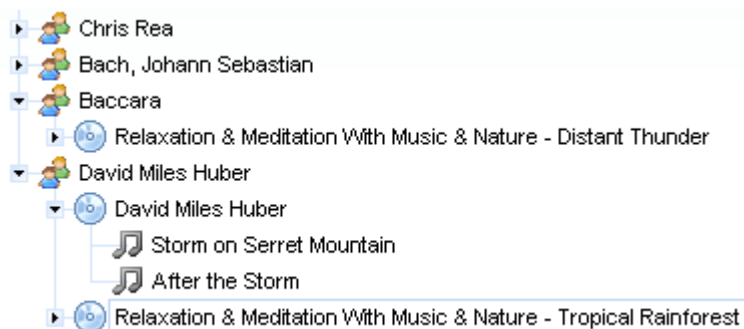 Chris Rea
Bach, Johann Sebastian
Baccara
Relaxation & Meditation With Music & Nature - Distant Thunder
David Miles Huber
David Miles Huber
Storm on Serret Mountain
After the Storm
Relaxation & Meditation With Music & Nature - Tropical Rainforest